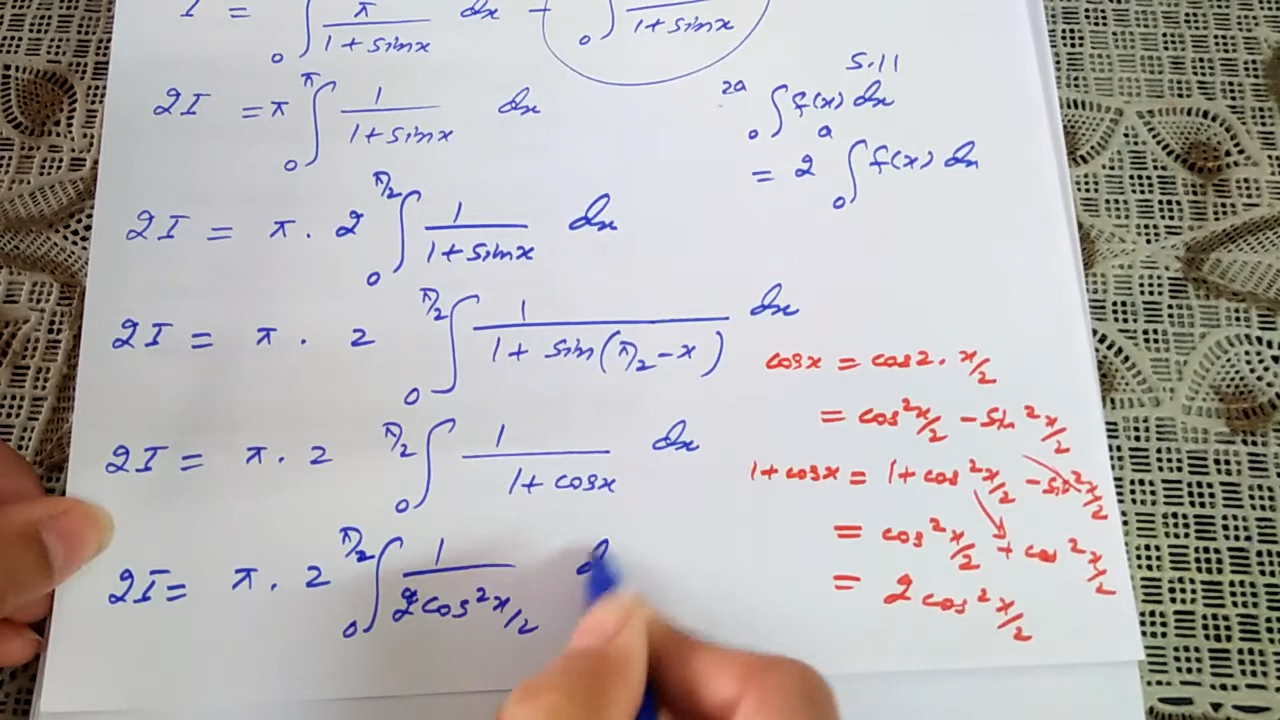 I = ∫₀ π/(1+sinx) dx - ∫₀ /(1+sinx)
2I = π ∫₀^π 1/(1+sinx) dx
2I = π . 2 ∫₀^π/2 1/(1+sinx) dx
2I = π . 2 ∫₀^π/2 1/(1+ sin(π/2-x)) dx
2I = π . 2 ∫₀^π/2 1/(1+cosx) dx
2I = π . 2 ∫₀^π/2 1/(2cos²x/2) d
5.11
∫₀^2a f(x) dx
= 2 ∫₀^a f(x) dx
cosx = cos2. x/2
= cos²x/2 - sin²x/2
1+cosx = 1+cos²x/2 - sin²x/2
= cos²x/2 + cos²x/2
= 2cos²x/2